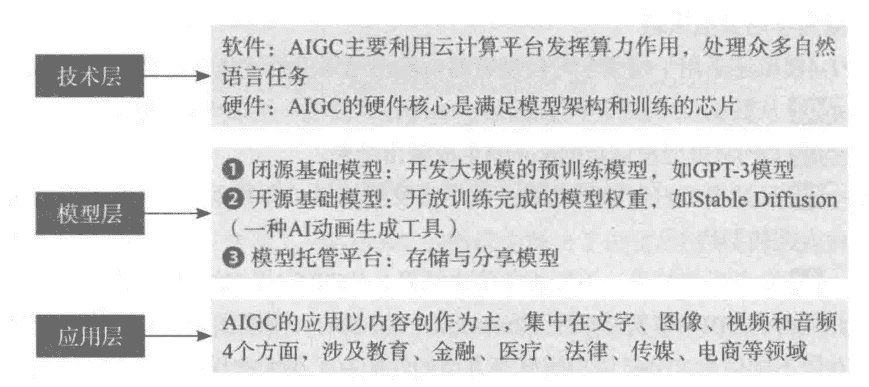 技术层
软件：AIGC主要利用云计算平台发挥算力作用，处理众多自然
语言任务
硬件：AIGC的硬件核心是满足模型架构和训练的芯片
模型层
❶ 闭源基础模型：开发大规模的预训练模型，如GPT-3模型
❷ 开源基础模型：开放训练完成的模型权重，如Stable Diffusion
（一种AI动画生成工具）
❸ 模型托管平台：存储与分享模型
应用层
AIGC的应用以内容创作为主，集中在文字、图像、视频和音频
4个方面，涉及教育、金融、医疗、法律、传媒、电商等领域